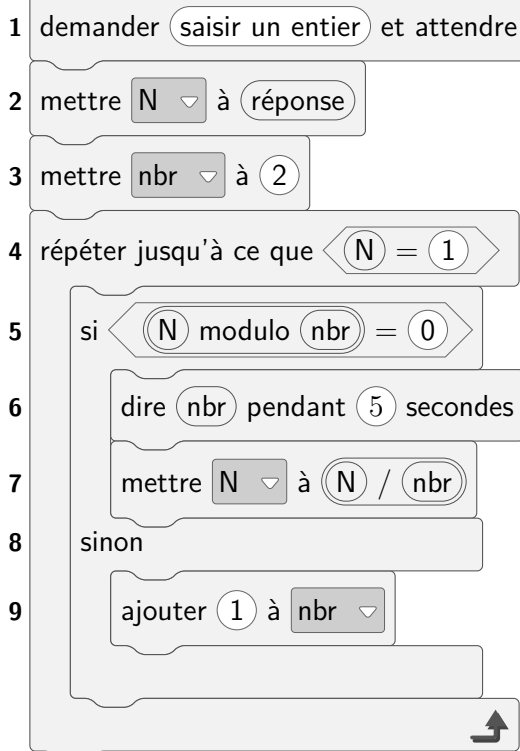 1 demander saisir un entier et attendre
2 mettre N à réponse
3 mettre nbr à 2
4 répéter jusqu'à ce que N = 1
5 si N modulo nbr = 0
6 dire nbr pendant 5 secondes
7 mettre N à N / nbr
8 sinon
9 ajouter 1 à nbr